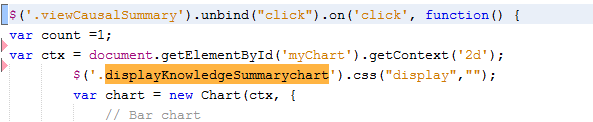 $('.viewCausalSummary').unbind("click").on('click', function() {
var count =1;
var ctx = document.getElementById('myChart').getContext('2d');
$('.displayKnowledgeSummarychart').css("display","");
var chart = new Chart(ctx, {
// Bar chart